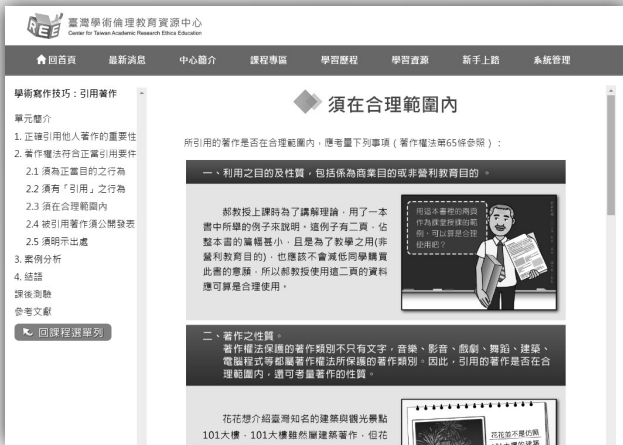 REE
臺灣學術倫理教育資源中心
Center for Taiwan Academic Research Ethics Education
回首頁 最新消息 中心簡介 課程專區 學習歷程 學習資源 新手上路 系統管理
學術寫作技巧：引用著作
單元簡介
1. 正確引用他人著作的重要性
2. 著作權法符合正當引用要件
2.1 須為正當目的之行為
2.2 須有「引用」之行為
2.3 須在合理範圍內
2.4 被引用著作須公開發表
2.5 須明示出處
3. 案例分析
4. 結語
課後測驗
參考文獻
回課程選單列
須在合理範圍內
所引用的著作是否在合理範圍內，應考量下列事項（著作權法第65條參照）：
一、利用之目的及性質，包括係為商業目的或非營利教育目的。
郝教授上課時為了講解理論，用了一本
書中所舉的例子來說明。這例子有二頁，佔
整本書的篇幅甚小，且是為了教學之用(非
營利教育目的)，也應該不會減低同學購買
此書的意願，所以郝教授使用這二頁的資料
應可算是合理使用。
用這本書裡的兩頁
作為課堂授課的範
例，可以算是合理
使用吧？
二、著作之性質。
著作權法保護的著作類別不只有文字，音樂、影音、戲劇、舞蹈、建築、
電腦程式等都屬著作權法所保護的著作類別。因此，引用的著作是否在合
理範圍內，還可考量著作的性質。
花花想介紹臺灣知名的建築與觀光景點
101大樓，101大樓雖然屬建築著作，但花
花花並不是仿照